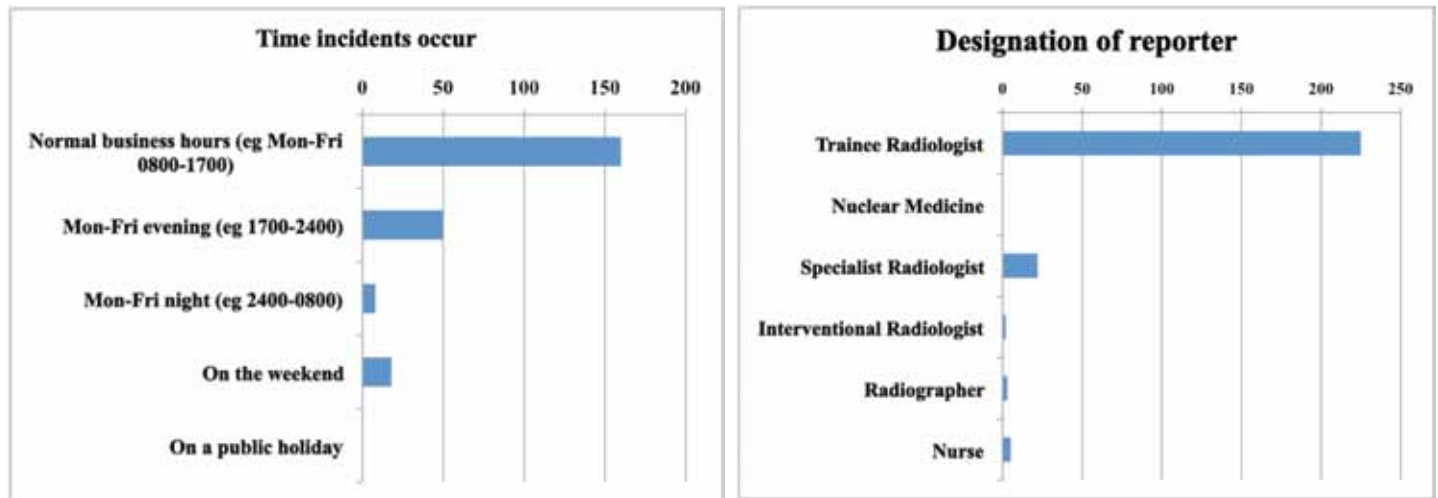 Time incidents occur
0 50 100 150 200
Normal business hours (eg Mon-Fri
0800-1700)
Mon-Fri evening (eg 1700-2400)
Mon-Fri night (eg 2400-0800)
On the weekend
On a public holiday
Designation of reporter
0 50 100 150 200 250
Trainee Radiologist
Nuclear Medicine
Specialist Radiologist
Interventional Radiologist
Radiographer
Nurse